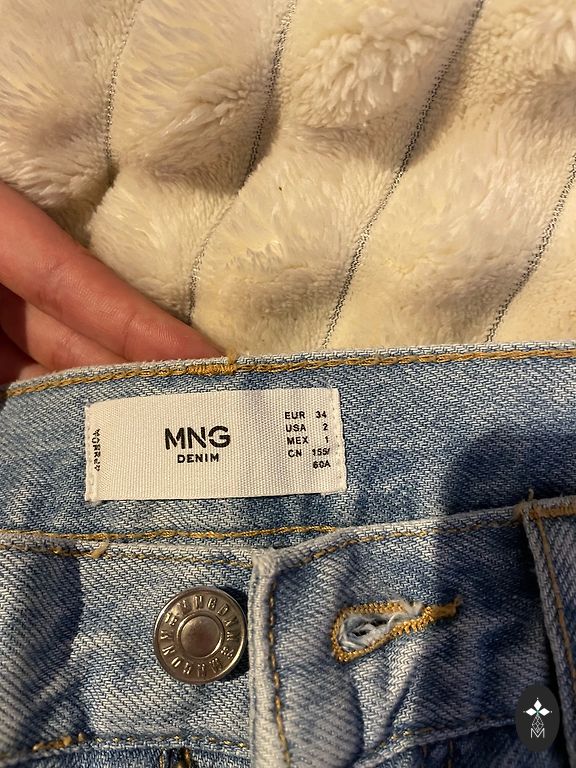 MNG
DENIM
EUR 34
USA 2
MEX 1
CN 155/
60A